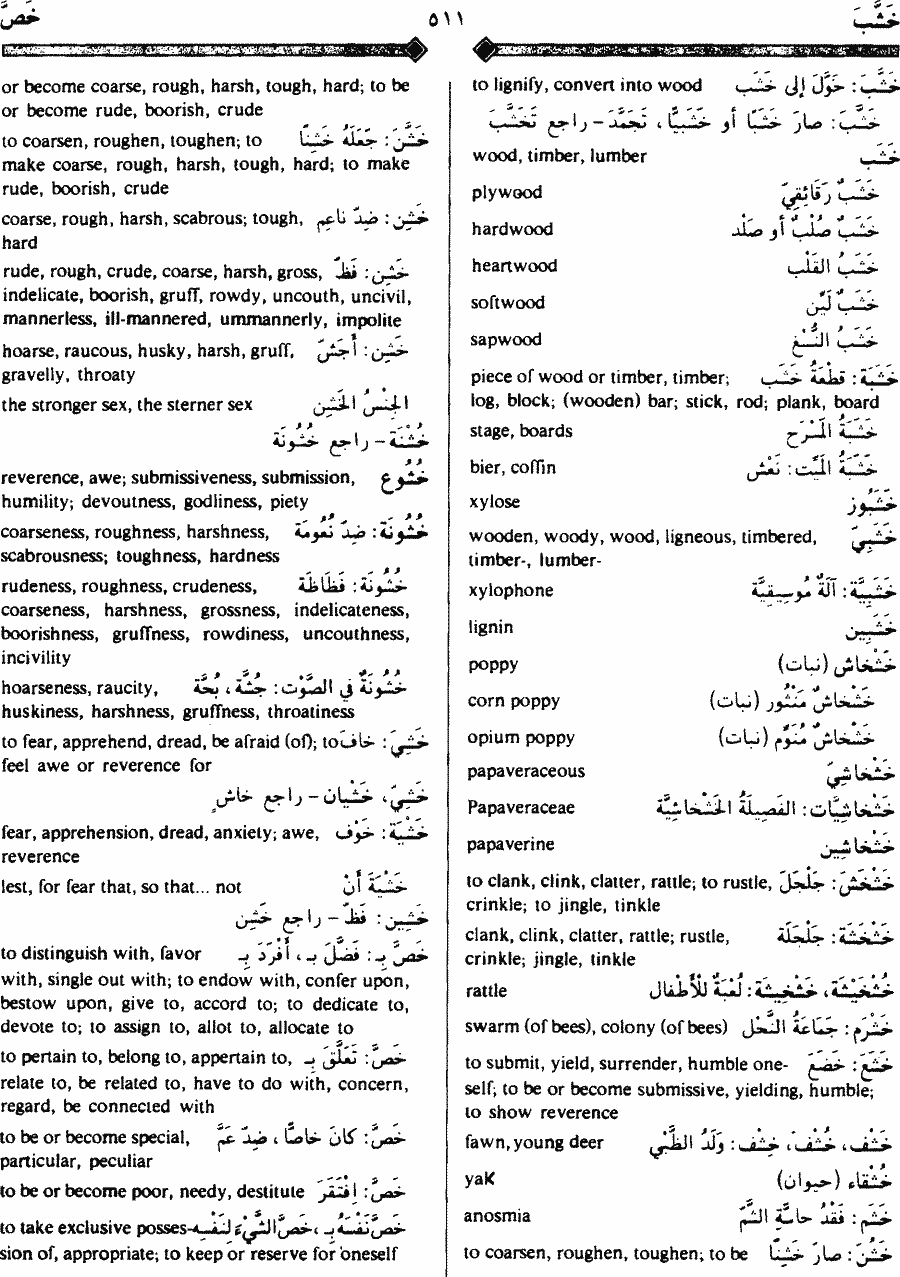 خَشَّبَ
٥١١
خَصَّ
to lignify, convert into wood خَشَّبَ: حَوَّلَ إلى خَشَب
خَشَّبَ: صارَ خَشَبًا أو خَشَبِيًّا، تَجَمَّدَ - راجع تَخَشَّبَ
wood, timber, lumber خَشَب
plywood خَشَبٌ رَقَائِقِيّ
hardwood خَشَبٌ صُلْبٌ أو صَلْد
heartwood خَشَبُ القَلْب
softwood خَشَبٌ لَيِّن
sapwood خَشَبُ النُّسْغ
piece of wood or timber, timber; خَشَبَة: قِطْعَةُ خَشَب
log, block; (wooden) bar; stick, rod; plank, board
stage, boards خَشَبَةُ المَسْرَح
bier, coffin خَشَبَةُ المَيِّت: نَعْش
xylose خَشَبُوز
wooden, woody, wood, ligneous, timbered, خَشَبِيّ
timber-, lumber-
xylophone خَشَبِيَّة: آلَةٌ مُوسِيقِيَّة
lignin خَشَبِين
poppy خَشْخاش (نبات)
corn poppy خَشْخاشٌ مَنْثُور (نبات)
opium poppy خَشْخاشٌ مُنَوِّم (نبات)
papaveraceous خَشْخاشِيّ
Papaveraceae خَشْخاشِيَّات: الفَصِيلَةُ الخَشْخاشِيَّة
papaverine خَشْخاشِين
to clank, clink, clatter, rattle; to rustle, خَشْخَشَ: جَلْجَلَ
crinkle; to jingle, tinkle
clank, clink, clatter, rattle; rustle, خَشْخَشَة: جَلْجَلَة
crinkle; jingle, tinkle
rattle خُشْخَيْشَة، خَشْخِيشَة: لُعْبَةٌ لِلْأَطْفال
swarm (of bees), colony (of bees) خَشْرَم: جَمَاعَةُ النَّحْل
to submit, yield, surrender, humble one- خَشَعَ: خَضَعَ
self; to be or become submissive, yielding, humble;
to show reverence
fawn, young deer خَشْف، خُشْف، خِشْف: وَلَدُ الظَّبْي
yak خُشْقاء (حيوان)
anosmia خَشَم: فَقْدُ حاسَّةِ الشَّمّ
to coarsen, roughen, toughen; to be خَشُنَ: صارَ خَشِنًا
or become coarse, rough, harsh, tough, hard; to be
or become rude, boorish, crude
to coarsen, roughen, toughen; to خَشَّنَ: جَعَلَهُ خَشِنًا
make coarse, rough, harsh, tough, hard; to make
rude, boorish, crude
coarse, rough, harsh, scabrous; tough, خَشِن: ضِدّ ناعِم
hard
rude, rough, crude, coarse, harsh, gross, خَشِن: فَظّ
indelicate, boorish, gruff, rowdy, uncouth, uncivil,
mannerless, ill-mannered, ummannerly, impolite
hoarse, raucous, husky, harsh, gruff, خَشِن: أَجَشّ
gravelly, throaty
the stronger sex, the sterner sex الجِنْسُ الخَشِن
خُشْنَة - راجع خُشُونَة
reverence, awe; submissiveness, submission, خُشُوع
humility; devoutness, godliness, piety
coarseness, roughness, harshness, خُشُونَة: ضِدّ نُعُومَة
scabrousness; toughness, hardness
rudeness, roughness, crudeness, خُشُونَة: فَظَاظَة
coarseness, harshness, grossness, indelicateness,
boorishness, gruffness, rowdiness, uncouthness,
incivility
hoarseness, raucity, خُشُونَةٌ في الصَّوْت: جُشَّة، بُحَّة
huskiness, harshness, gruffness, throatiness
to fear, apprehend, dread, be afraid (of); to خَشِيَ: خافَ
feel awe or reverence for
خَشِيّ، خَشْيان - راجع خاشٍ
fear, apprehension, dread, anxiety; awe, خَشْيَة: خَوْف
reverence
lest, for fear that, so that... not خَشْيَةَ أَنْ
خَشِين: فَظّ - راجع خَشِن
to distinguish with, favor خَصَّ بِـ: فَضَّلَ بِـ، أَفْرَدَ بِـ
with, single out with; to endow with, confer upon,
bestow upon, give to, accord to; to dedicate to,
devote to; to assign to, allot to, allocate to
to pertain to, belong to, appertain to, خَصَّ: تَعَلَّقَ بِـ
relate to, be related to, have to do with, concern,
regard, be connected with
to be or become special, خَصَّ: كانَ خاصًّا، ضِدّ عَمَّ
particular, peculiar
to be or become poor, needy, destitute خَصَّ: اِفْتَقَرَ
to take exclusive posses- خَصَّ نَفْسَهُ بِـ، خَصَّ الشَّيْءَ لِنَفْسِهِ
sion of, appropriate; to keep or reserve for oneself